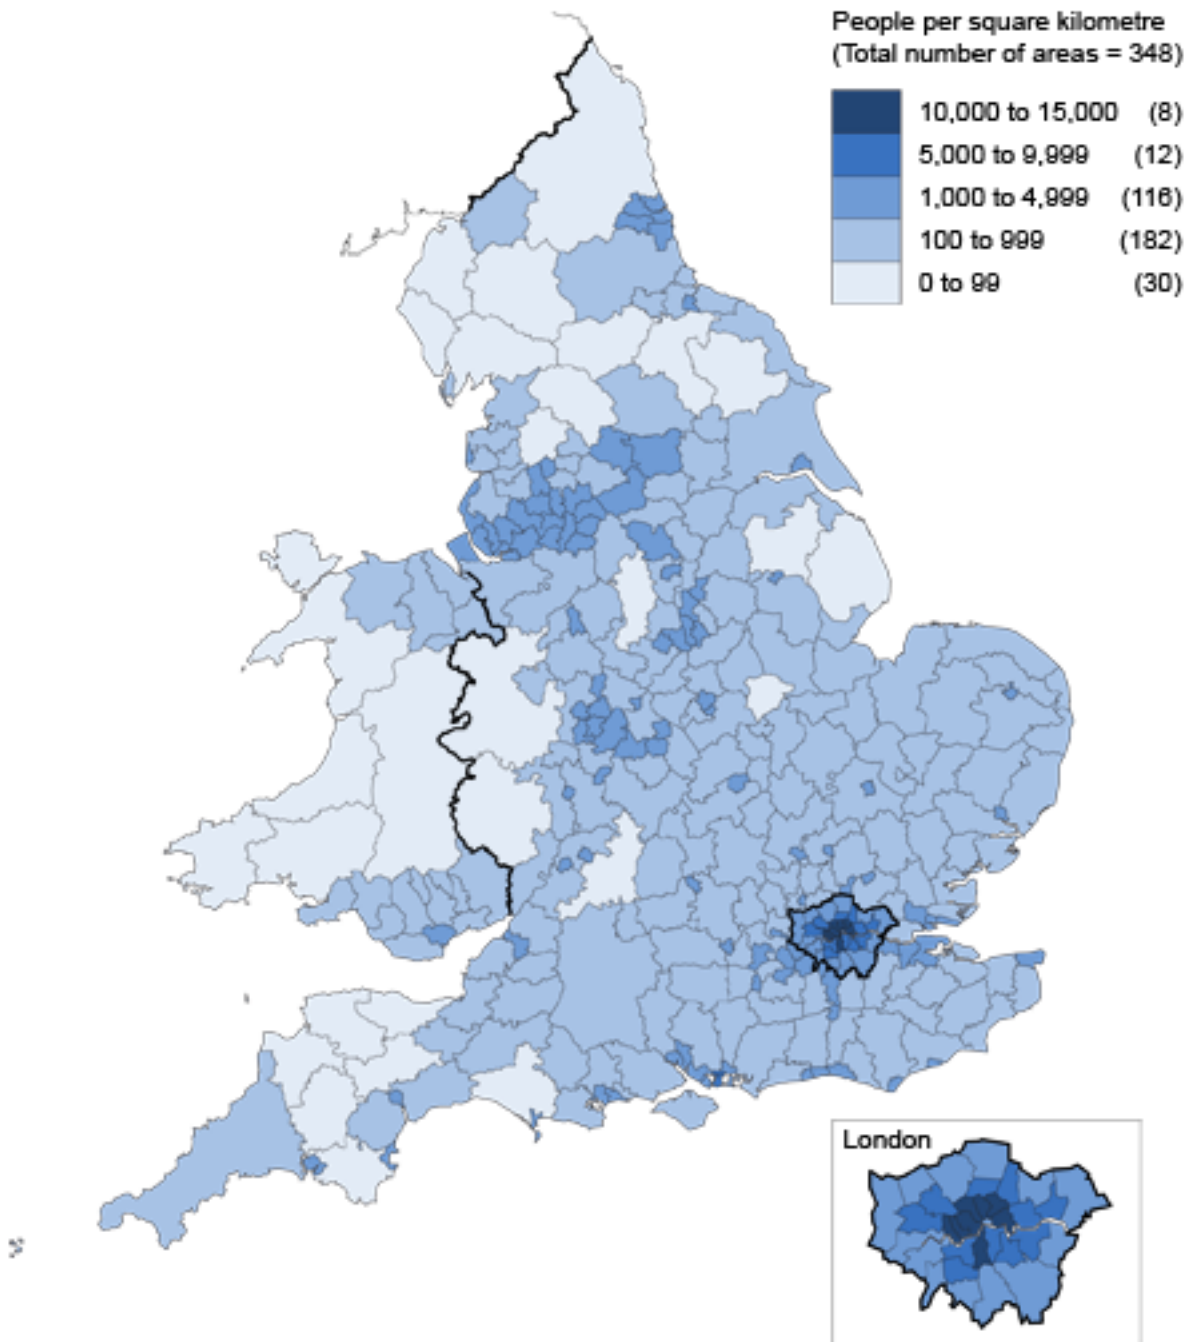 People per square kilometre
(Total number of areas = 348)
10,000 to 15,000 (8)
5,000 to 9,999 (12)
1,000 to 4,999 (116)
100 to 999 (182)
0 to 99 (30)
London